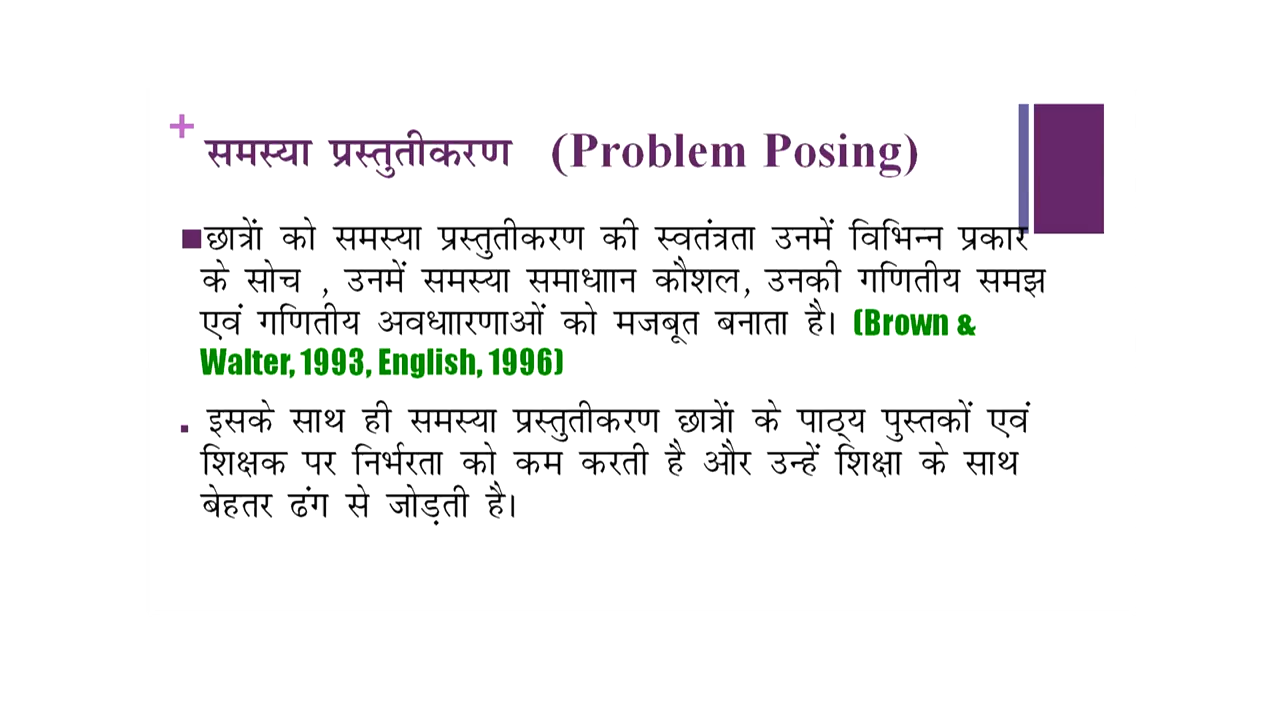 +
समस्या प्रस्तुतीकरण (Problem Posing)
■छात्राें को समस्या प्रस्तुतीकरण की स्वतंत्रता उनमें विभिन्न प्रकार
के सोच , उनमें समस्या समाधाान कौशल, उनकी गणितीय समझ
एवं गणितीय अवधाारणाओं को मजबूत बनाता है। (Brown &
Walter, 1993, English, 1996)
▪ इसके साथ ही समस्या प्रस्तुतीकरण छात्राें के पाठ्य पुस्तकों एवं
शिक्षक पर निर्भरता को कम करती है और उन्हें शिक्षा के साथ
बेहतर ढंग से जोड़ती है।